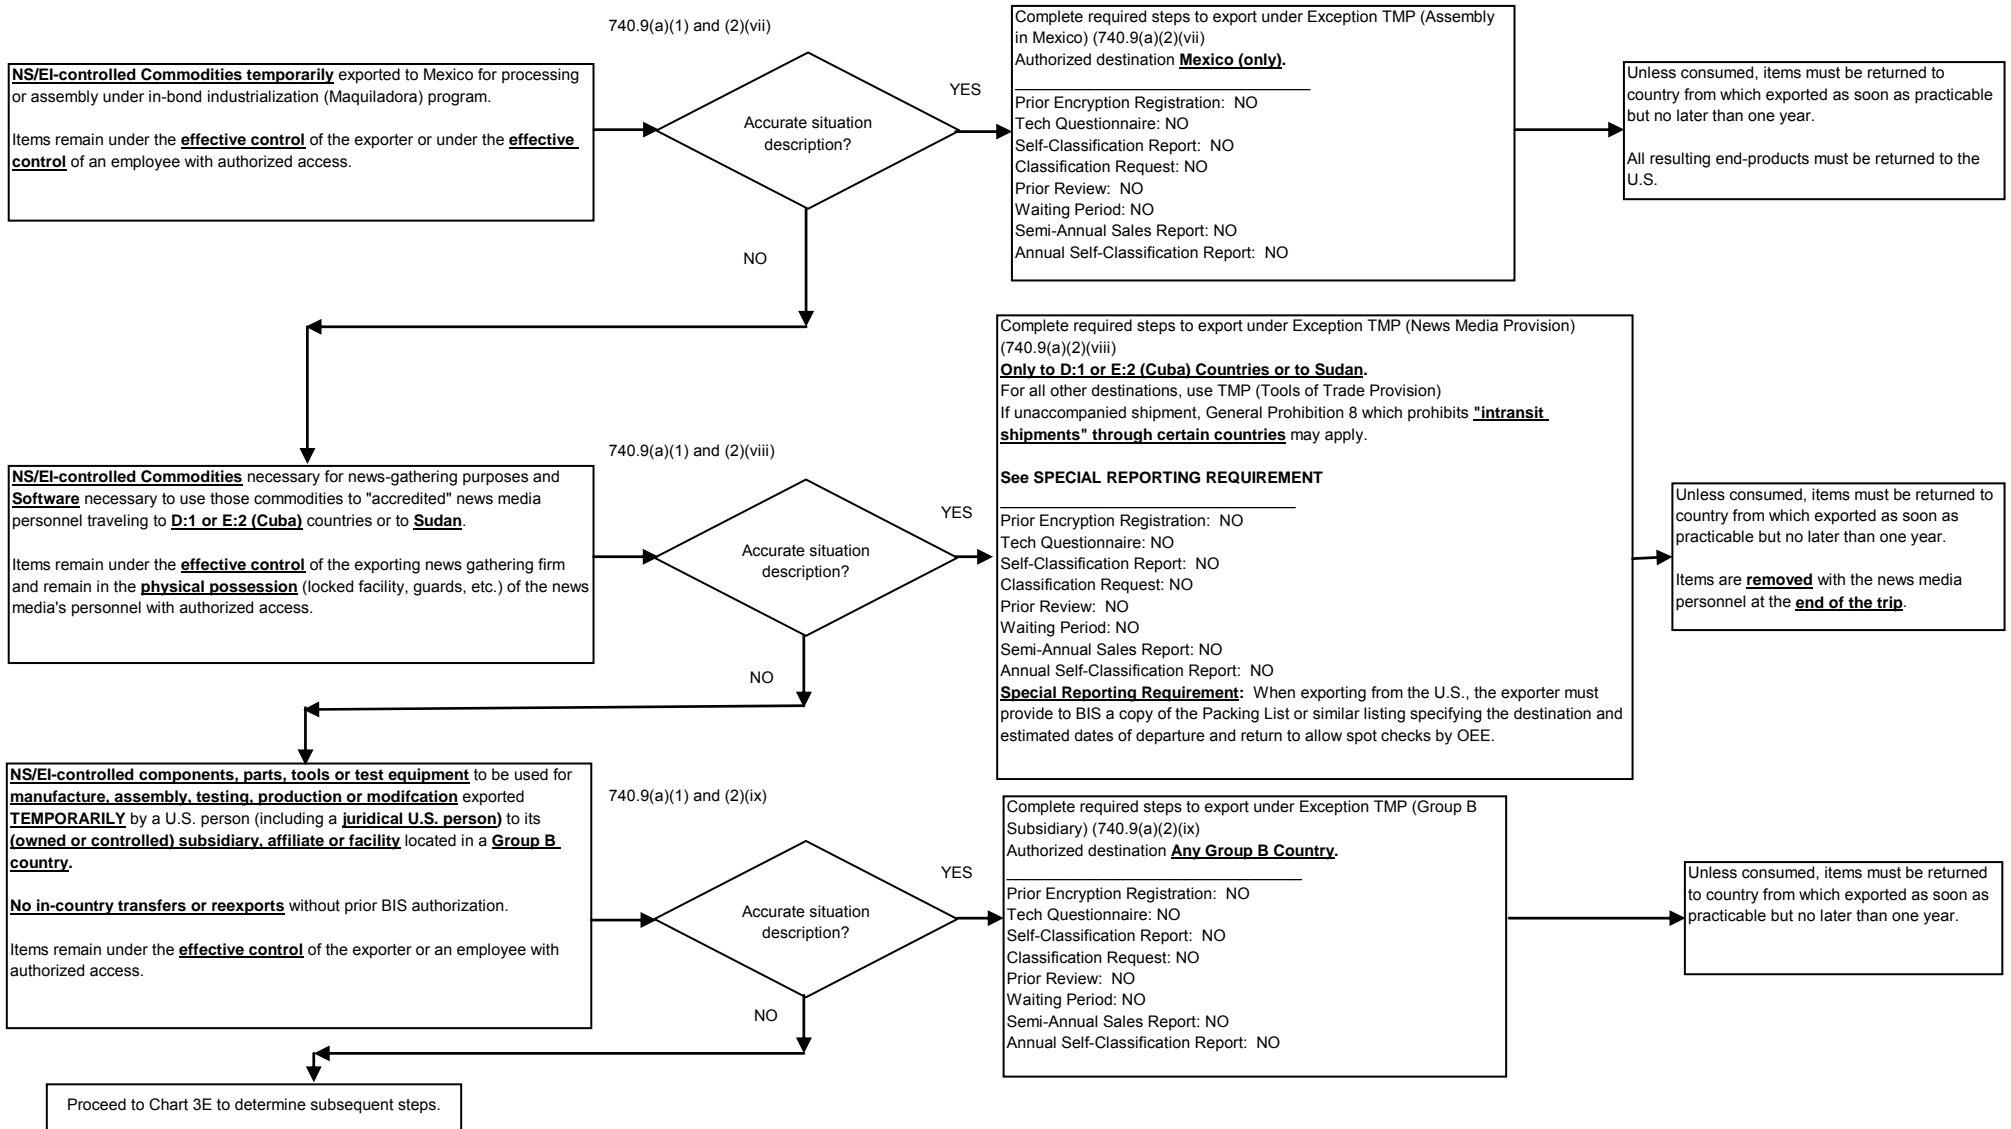 740.9(a)(1) and (2)(vii)
NS/EI-controlled Commodities temporarily exported to Mexico for processing
or assembly under in-bond industrialization (Maquiladora) program.
Items remain under the effective control of the exporter or under the effective
control of an employee with authorized access.
Accurate situation
description?
YES
NO
Complete required steps to export under Exception TMP (Assembly
in Mexico) (740.9(a)(2)(vii)
Authorized destination Mexico (only).
Prior Encryption Registration: NO
Tech Questionnaire: NO
Self-Classification Report: NO
Classification Request: NO
Prior Review: NO
Waiting Period: NO
Semi-Annual Sales Report: NO
Annual Self-Classification Report: NO
Unless consumed, items must be returned to
country from which exported as soon as practicable
but no later than one year.
All resulting end-products must be returned to the
U.S.
740.9(a)(1) and (2)(viii)
NS/EI-controlled Commodities necessary for news-gathering purposes and
Software necessary to use those commodities to "accredited" news media
personnel traveling to D:1 or E:2 (Cuba) countries or to Sudan.
Items remain under the effective control of the exporting news gathering firm
and remain in the physical possession (locked facility, guards, etc.) of the news
media's personnel with authorized access.
Accurate situation
description?
YES
NO
Complete required steps to export under Exception TMP (News Media Provision)
(740.9(a)(2)(viii)
Only to D:1 or E:2 (Cuba) Countries or to Sudan.
For all other destinations, use TMP (Tools of Trade Provision)
If unaccompanied shipment, General Prohibition 8 which prohibits "intransit
shipments" through certain countries may apply.
See SPECIAL REPORTING REQUIREMENT
Prior Encryption Registration: NO
Tech Questionnaire: NO
Self-Classification Report: NO
Classification Request: NO
Prior Review: NO
Waiting Period: NO
Semi-Annual Sales Report: NO
Annual Self-Classification Report: NO
Special Reporting Requirement: When exporting from the U.S., the exporter must
provide to BIS a copy of the Packing List or similar listing specifying the destination and
estimated dates of departure and return to allow spot checks by OEE.
Unless consumed, items must be returned to
country from which exported as soon as
practicable but no later than one year.
Items are removed with the news media
personnel at the end of the trip.
740.9(a)(1) and (2)(ix)
NS/EI-controlled components, parts, tools or test equipment to be used for
manufacture, assembly, testing, production or modifcation exported
TEMPORARILY by a U.S. person (including a juridical U.S. person) to its
(owned or controlled) subsidiary, affiliate or facility located in a Group B
country.
No in-country transfers or reexports without prior BIS authorization.
Items remain under the effective control of the exporter or an employee with
authorized access.
Accurate situation
description?
YES
NO
Complete required steps to export under Exception TMP (Group B
Subsidiary) (740.9(a)(2)(ix)
Authorized destination Any Group B Country.
Prior Encryption Registration: NO
Tech Questionnaire: NO
Self-Classification Report: NO
Classification Request: NO
Prior Review: NO
Waiting Period: NO
Semi-Annual Sales Report: NO
Annual Self-Classification Report: NO
Unless consumed, items must be returned
to country from which exported as soon as
practicable but no later than one year.
Proceed to Chart 3E to determine subsequent steps.